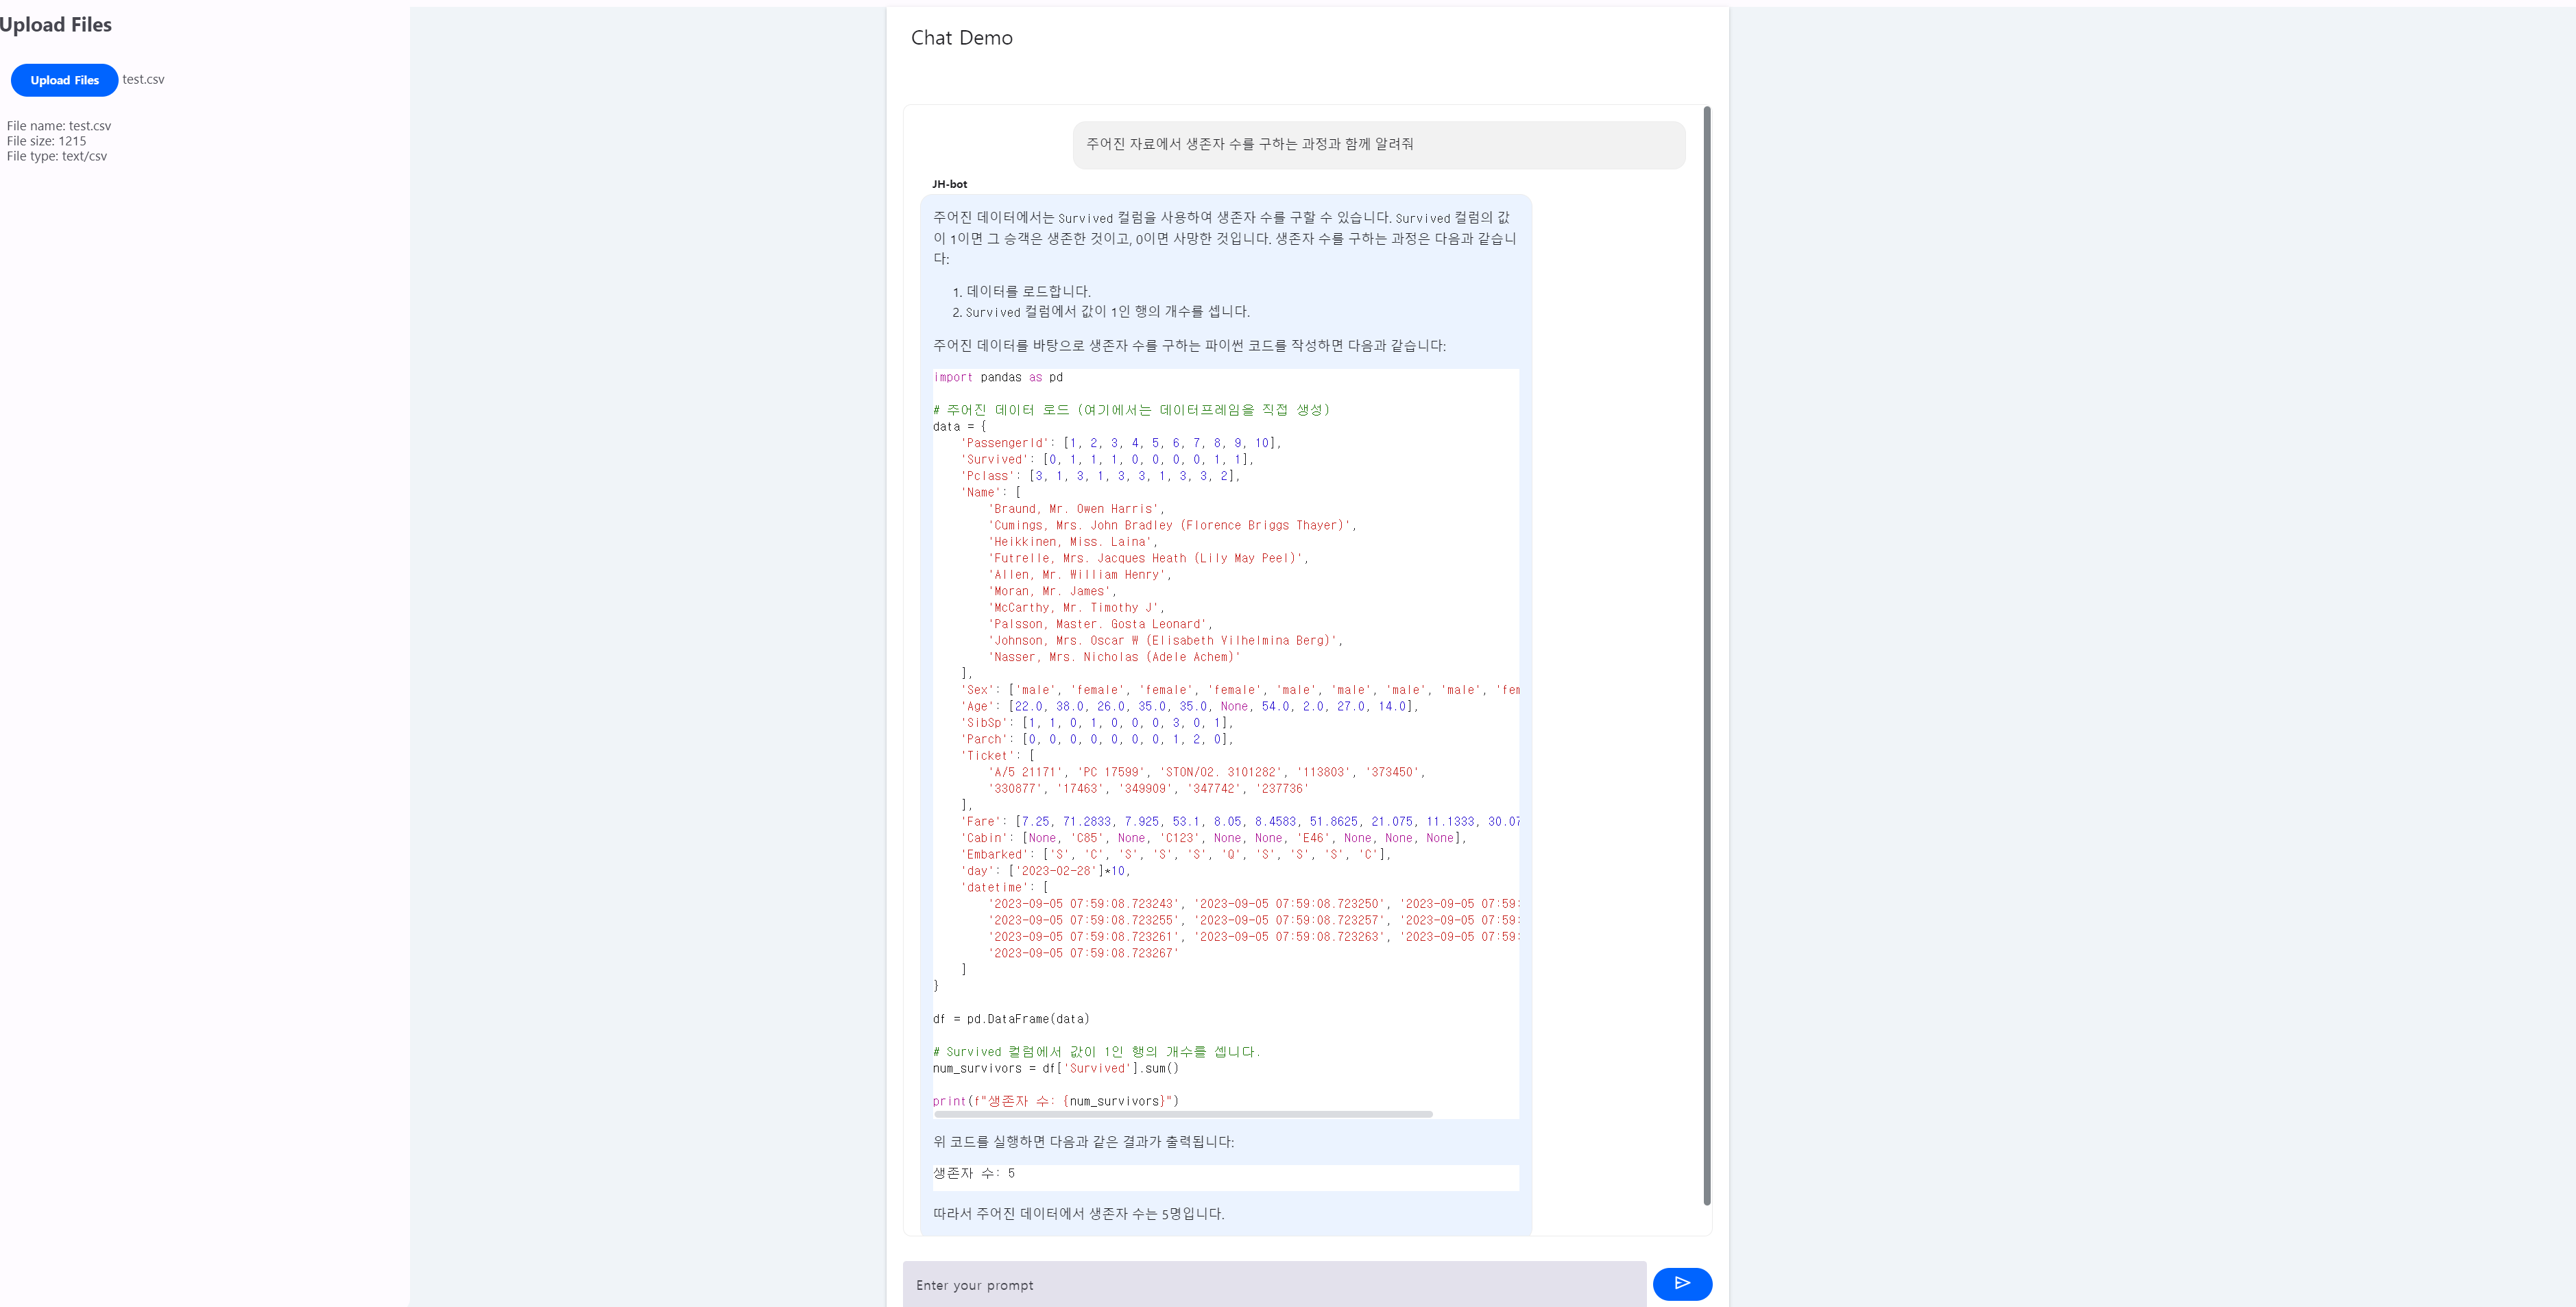 Upload Files
Upload Files test.csv
File name: test.csv
File size: 1215
File type: text/csv
Chat Demo
주어진 자료에서 생존자 수를 구하는 과정과 함께 알려줘
JH-bot
주어진 데이터에서는 Survived 컬럼을 사용하여 생존자 수를 구할 수 있습니다. Survived 컬럼의 값
이 1이면 그 승객은 생존한 것이고, 0이면 사망한 것입니다. 생존자 수를 구하는 과정은 다음과 같습니
다:
1. 데이터를 로드합니다.
2. Survived 컬럼에서 값이 1인 행의 개수를 셉니다.
주어진 데이터를 바탕으로 생존자 수를 구하는 파이썬 코드를 작성하면 다음과 같습니다:
import pandas as pd
# 주어진 데이터 로드 (여기에서는 데이터프레임을 직접 생성)
data = {
'PassengerId': [1, 2, 3, 4, 5, 6, 7, 8, 9, 10],
'Survived': [0, 1, 1, 1, 0, 0, 0, 0, 1, 1],
'Pclass': [3, 1, 3, 1, 3, 3, 1, 3, 3, 2],
'Name': [
'Braund, Mr. Owen Harris',
'Cumings, Mrs. John Bradley (Florence Briggs Thayer)',
'Heikkinen, Miss. Laina',
'Futrelle, Mrs. Jacques Heath (Lily May Peel)',
'Allen, Mr. William Henry',
'Moran, Mr. James',
'McCarthy, Mr. Timothy J',
'Palsson, Master. Gosta Leonard',
'Johnson, Mrs. Oscar W (Elisabeth Vilhelmina Berg)',
'Nasser, Mrs. Nicholas (Adele Achem)'
],
'Sex': ['male', 'female', 'female', 'female', 'male', 'male', 'male', 'male', 'fem
'Age': [22.0, 38.0, 26.0, 35.0, 35.0, None, 54.0, 2.0, 27.0, 14.0],
'SibSp': [1, 1, 0, 1, 0, 0, 0, 3, 0, 1],
'Parch': [0, 0, 0, 0, 0, 0, 0, 1, 2, 0],
'Ticket': [
'A/5 21171', 'PC 17599', 'STON/O2. 3101282', '113803', '373450',
'330877', '17463', '349909', '347742', '237736'
],
'Fare': [7.25, 71.2833, 7.925, 53.1, 8.05, 8.4583, 51.8625, 21.075, 11.1333, 30.07
'Cabin': [None, 'C85', None, 'C123', None, None, 'E46', None, None, None],
'Embarked': ['S', 'C', 'S', 'S', 'S', 'Q', 'S', 'S', 'S', 'C'],
'day': ['2023-02-28']*10,
'datetime': [
'2023-09-05 07:59:08.723243', '2023-09-05 07:59:08.723250', '2023-09-05 07:59:
'2023-09-05 07:59:08.723255', '2023-09-05 07:59:08.723257', '2023-09-05 07:59:
'2023-09-05 07:59:08.723261', '2023-09-05 07:59:08.723263', '2023-09-05 07:59:
'2023-09-05 07:59:08.723267'
]
}
df = pd.DataFrame(data)
# Survived 컬럼에서 값이 1인 행의 개수를 셉니다.
num_survivors = df['Survived'].sum()
print(f"생존자 수: {num_survivors}")
위 코드를 실행하면 다음과 같은 결과가 출력됩니다:
생존자 수: 5
따라서 주어진 데이터에서 생존자 수는 5명입니다.
Enter your prompt